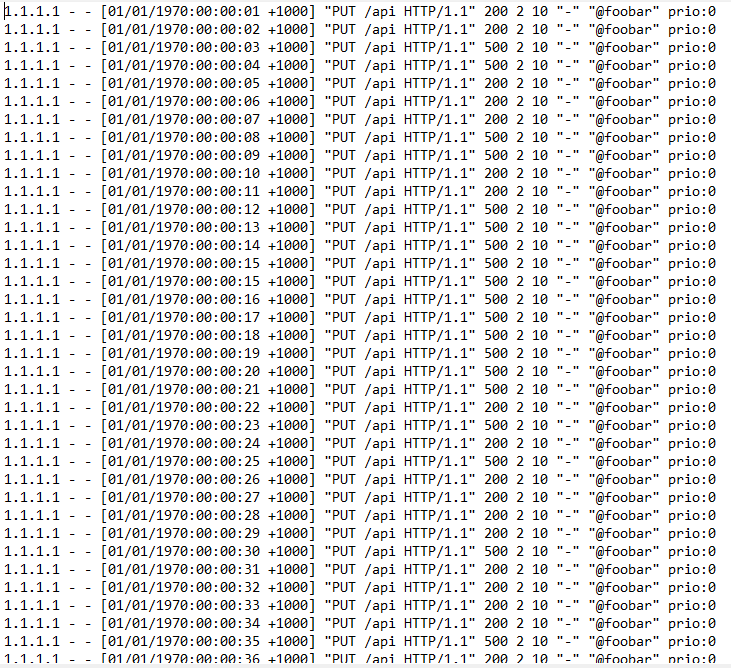 1.1.1.1 - - [01/01/1970:00:00:01 +1000] "PUT /api HTTP/1.1" 200 2 10 "-" "@foobar" prio:0
1.1.1.1 - - [01/01/1970:00:00:02 +1000] "PUT /api HTTP/1.1" 200 2 10 "-" "@foobar" prio:0
1.1.1.1 - - [01/01/1970:00:00:03 +1000] "PUT /api HTTP/1.1" 500 2 10 "-" "@foobar" prio:0
1.1.1.1 - - [01/01/1970:00:00:04 +1000] "PUT /api HTTP/1.1" 500 2 10 "-" "@foobar" prio:0
1.1.1.1 - - [01/01/1970:00:00:05 +1000] "PUT /api HTTP/1.1" 200 2 10 "-" "@foobar" prio:0
1.1.1.1 - - [01/01/1970:00:00:06 +1000] "PUT /api HTTP/1.1" 200 2 10 "-" "@foobar" prio:0
1.1.1.1 - - [01/01/1970:00:00:07 +1000] "PUT /api HTTP/1.1" 200 2 10 "-" "@foobar" prio:0
1.1.1.1 - - [01/01/1970:00:00:08 +1000] "PUT /api HTTP/1.1" 500 2 10 "-" "@foobar" prio:0
1.1.1.1 - - [01/01/1970:00:00:09 +1000] "PUT /api HTTP/1.1" 500 2 10 "-" "@foobar" prio:0
1.1.1.1 - - [01/01/1970:00:00:10 +1000] "PUT /api HTTP/1.1" 200 2 10 "-" "@foobar" prio:0
1.1.1.1 - - [01/01/1970:00:00:11 +1000] "PUT /api HTTP/1.1" 200 2 10 "-" "@foobar" prio:0
1.1.1.1 - - [01/01/1970:00:00:12 +1000] "PUT /api HTTP/1.1" 500 2 10 "-" "@foobar" prio:0
1.1.1.1 - - [01/01/1970:00:00:13 +1000] "PUT /api HTTP/1.1" 500 2 10 "-" "@foobar" prio:0
1.1.1.1 - - [01/01/1970:00:00:14 +1000] "PUT /api HTTP/1.1" 500 2 10 "-" "@foobar" prio:0
1.1.1.1 - - [01/01/1970:00:00:15 +1000] "PUT /api HTTP/1.1" 500 2 10 "-" "@foobar" prio:0
1.1.1.1 - - [01/01/1970:00:00:15 +1000] "PUT /api HTTP/1.1" 500 2 10 "-" "@foobar" prio:0
1.1.1.1 - - [01/01/1970:00:00:16 +1000] "PUT /api HTTP/1.1" 500 2 10 "-" "@foobar" prio:0
1.1.1.1 - - [01/01/1970:00:00:17 +1000] "PUT /api HTTP/1.1" 500 2 10 "-" "@foobar" prio:0
1.1.1.1 - - [01/01/1970:00:00:18 +1000] "PUT /api HTTP/1.1" 500 2 10 "-" "@foobar" prio:0
1.1.1.1 - - [01/01/1970:00:00:19 +1000] "PUT /api HTTP/1.1" 500 2 10 "-" "@foobar" prio:0
1.1.1.1 - - [01/01/1970:00:00:20 +1000] "PUT /api HTTP/1.1" 500 2 10 "-" "@foobar" prio:0
1.1.1.1 - - [01/01/1970:00:00:21 +1000] "PUT /api HTTP/1.1" 500 2 10 "-" "@foobar" prio:0
1.1.1.1 - - [01/01/1970:00:00:22 +1000] "PUT /api HTTP/1.1" 200 2 10 "-" "@foobar" prio:0
1.1.1.1 - - [01/01/1970:00:00:23 +1000] "PUT /api HTTP/1.1" 500 2 10 "-" "@foobar" prio:0
1.1.1.1 - - [01/01/1970:00:00:24 +1000] "PUT /api HTTP/1.1" 200 2 10 "-" "@foobar" prio:0
1.1.1.1 - - [01/01/1970:00:00:25 +1000] "PUT /api HTTP/1.1" 500 2 10 "-" "@foobar" prio:0
1.1.1.1 - - [01/01/1970:00:00:26 +1000] "PUT /api HTTP/1.1" 200 2 10 "-" "@foobar" prio:0
1.1.1.1 - - [01/01/1970:00:00:27 +1000] "PUT /api HTTP/1.1" 200 2 10 "-" "@foobar" prio:0
1.1.1.1 - - [01/01/1970:00:00:28 +1000] "PUT /api HTTP/1.1" 200 2 10 "-" "@foobar" prio:0
1.1.1.1 - - [01/01/1970:00:00:29 +1000] "PUT /api HTTP/1.1" 200 2 10 "-" "@foobar" prio:0
1.1.1.1 - - [01/01/1970:00:00:30 +1000] "PUT /api HTTP/1.1" 500 2 10 "-" "@foobar" prio:0
1.1.1.1 - - [01/01/1970:00:00:31 +1000] "PUT /api HTTP/1.1" 200 2 10 "-" "@foobar" prio:0
1.1.1.1 - - [01/01/1970:00:00:32 +1000] "PUT /api HTTP/1.1" 200 2 10 "-" "@foobar" prio:0
1.1.1.1 - - [01/01/1970:00:00:33 +1000] "PUT /api HTTP/1.1" 200 2 10 "-" "@foobar" prio:0
1.1.1.1 - - [01/01/1970:00:00:34 +1000] "PUT /api HTTP/1.1" 200 2 10 "-" "@foobar" prio:0
1.1.1.1 - - [01/01/1970:00:00:35 +1000] "PUT /api HTTP/1.1" 500 2 10 "-" "@foobar" prio:0
1.1.1.1 - - [01/01/1970:00:00:36 +1000] "PUT /api HTTP/1.1" 200 2 10 "-" "@foobar" prio:0